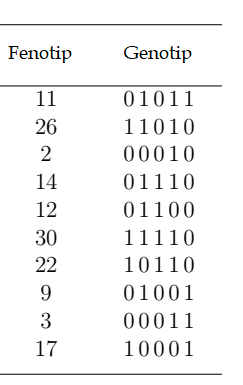 Fenotip Genotip
11 0 1 0 1 1
26 1 1 0 1 0
2 0 0 0 1 0
14 0 1 1 1 0
12 0 1 1 0 0
30 1 1 1 1 0
22 1 0 1 1 0
9 0 1 0 0 1
3 0 0 0 1 1
17 1 0 0 0 1